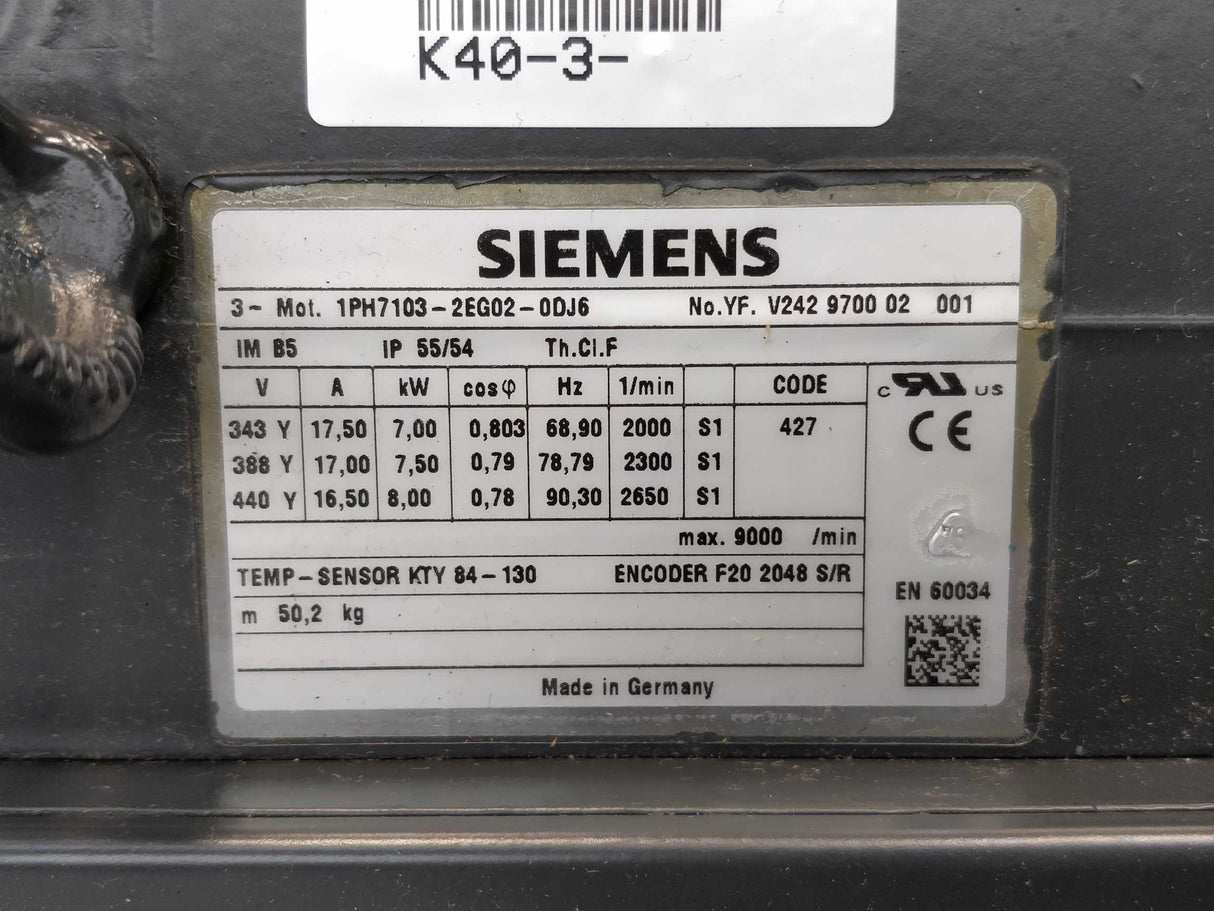 K40-3-
SIEMENS
3~ Mot. 1PH7103-2EG02-0DJ6 No.YF. V242 9700 02 001
IM B5 IP 55/54 Th.Cl.F
V A kW cosφ Hz 1/min CODE
343 Y 17,50 7,00 0,803 68,90 2000 S1 427
388 Y 17,00 7,50 0,79 78,79 2300 S1
440 Y 16,50 8,00 0,78 90,30 2650 S1
max. 9000 /min
TEMP-SENSOR KTY 84-130 ENCODER F20 2048 S/R
m 50,2 kg
Made in Germany
c RU US
CE
EN 60034